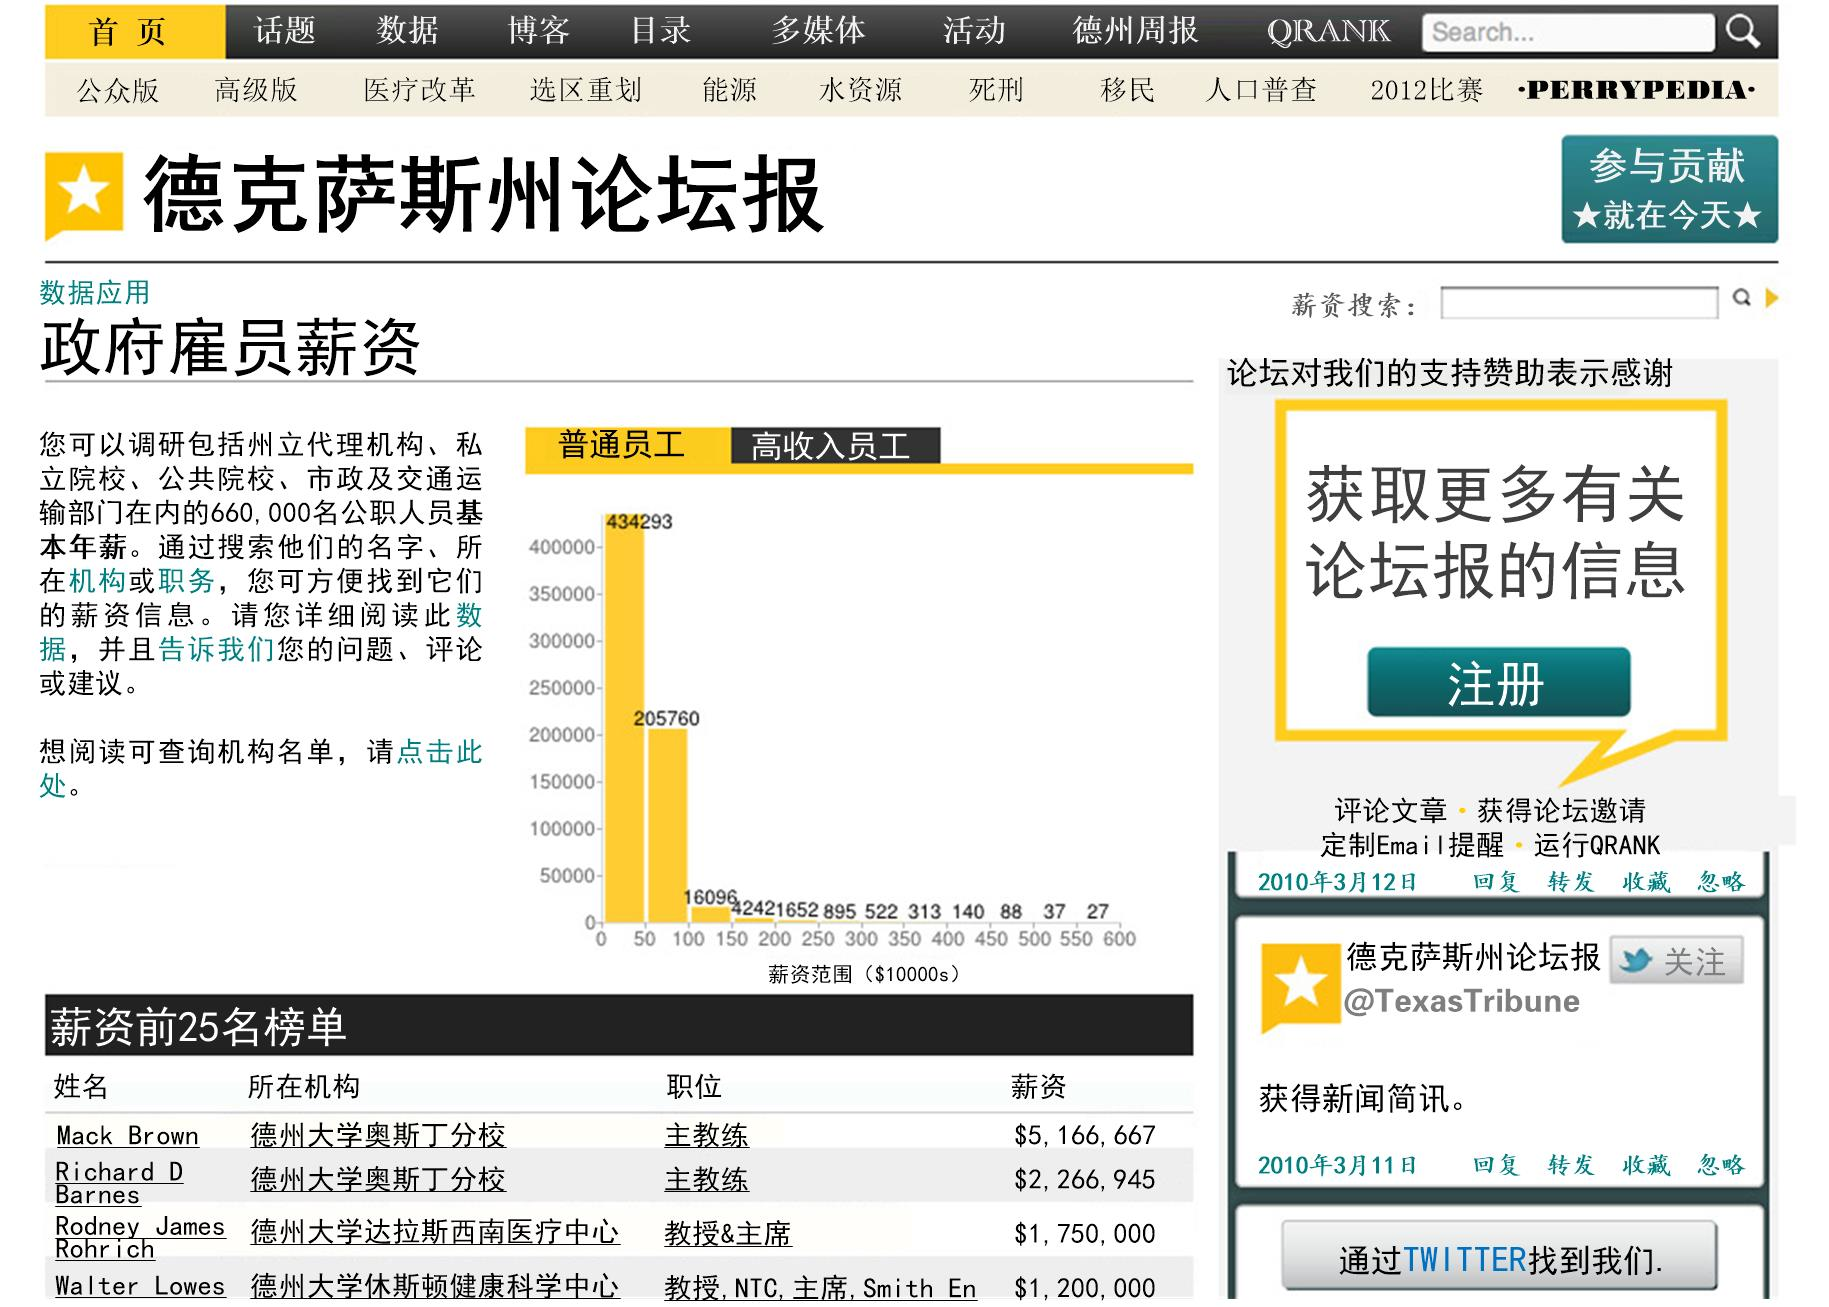 首 页 话题 数据 博客 目录 多媒体 活动 德州周报 QRANK Search...
公众版 高级版 医疗改革 选区重划 能源 水资源 死刑 移民 人口普查 2012比赛 ·PERRYPEDIA·
德克萨斯州论坛报
参与贡献
★就在今天★
数据应用
政府雇员薪资
薪资搜索：
您可以调研包括州立代理机构、私
立院校、公共院校、市政及交通运
输部门在内的660,000名公职人员基
本年薪。通过搜索他们的名字、所
在机构或职务，您可方便找到它们
的薪资信息。请您详细阅读此数
据，并且告诉我们您的问题、评论
或建议。
想阅读可查询机构名单，请点击此
处。
普通员工 高收入员工
434293
400000
350000
300000
250000
205760
200000
150000
100000
50000
16096 4242 1652 895 522 313 140 88 37 27
0
0 50 100 150 200 250 300 350 400 450 500 550 600
薪资范围（$10000s）
薪资前25名榜单
姓名 所在机构 职位 薪资
Mack Brown 德州大学奥斯丁分校 主教练 $5,166,667
Richard D
Barnes 德州大学奥斯丁分校 主教练 $2,266,945
Rodney James
Rohrich 德州大学达拉斯西南医疗中心 教授&主席 $1,750,000
Walter Lowes 德州大学休斯顿健康科学中心 教授,NTC,主席,Smith En $1,200,000
论坛对我们的支持赞助表示感谢
获取更多有关
论坛报的信息
注册
评论文章·获得论坛邀请
定制Email提醒·运行QRANK
2010年3月12日 回复 转发 收藏 忽略
德克萨斯州论坛报 关注
@TexasTribune
获得新闻简讯。
2010年3月11日 回复 转发 收藏 忽略
通过TWITTER找到我们.